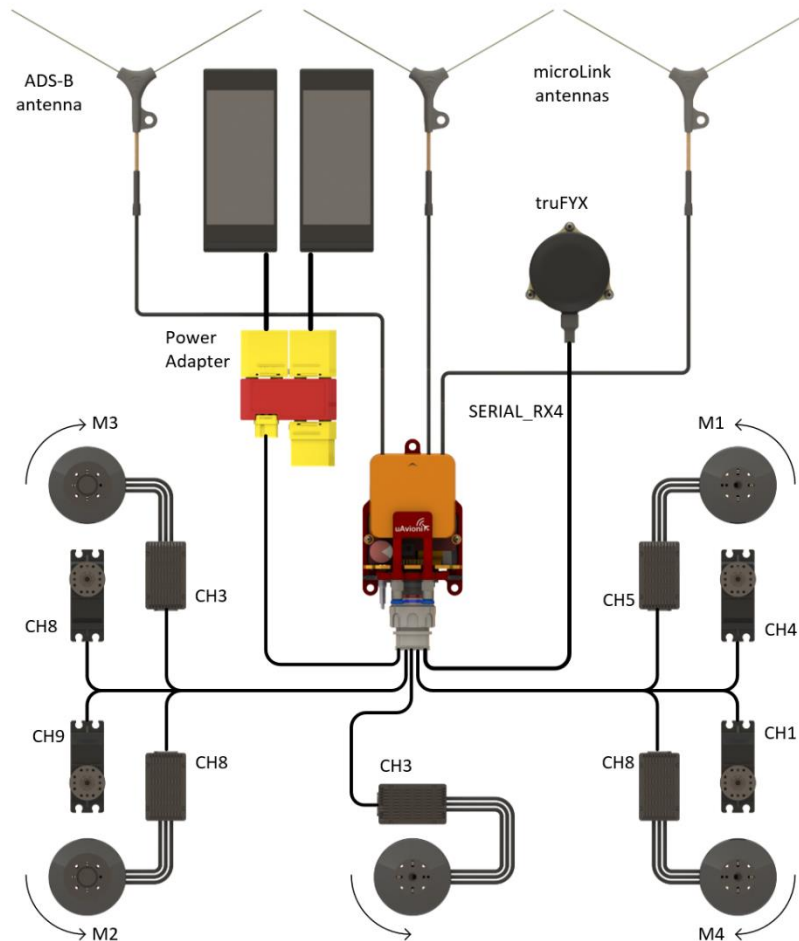 ADS-B
antenna
microLink
antennas
truFYX
Power
Adapter
SERIAL_RX4
M3
M1
uAvionix
CH3
CH5
CH8
CH4
CH9
CH8
CH3
CH8
CH1
M2
M4